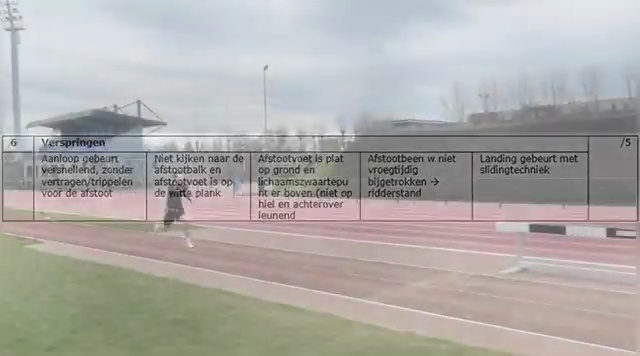 6 Verspringen /5
Aanloop gebeurt
vershellend, zonder
vertragen/trippelen
voor de afstoot
Niet kijken naar de
afstootbalk en
afstootvoet is op
de witte plank
Afstootvoet is plat
op grond en
lichaamszwaartepu
nt er boven (niet op
hiel en achterover
leunend
Afstootbeen w niet
vroegtijdig
bijgetrokken →
ridderstand
Landing gebeurt met
slidingtechniek